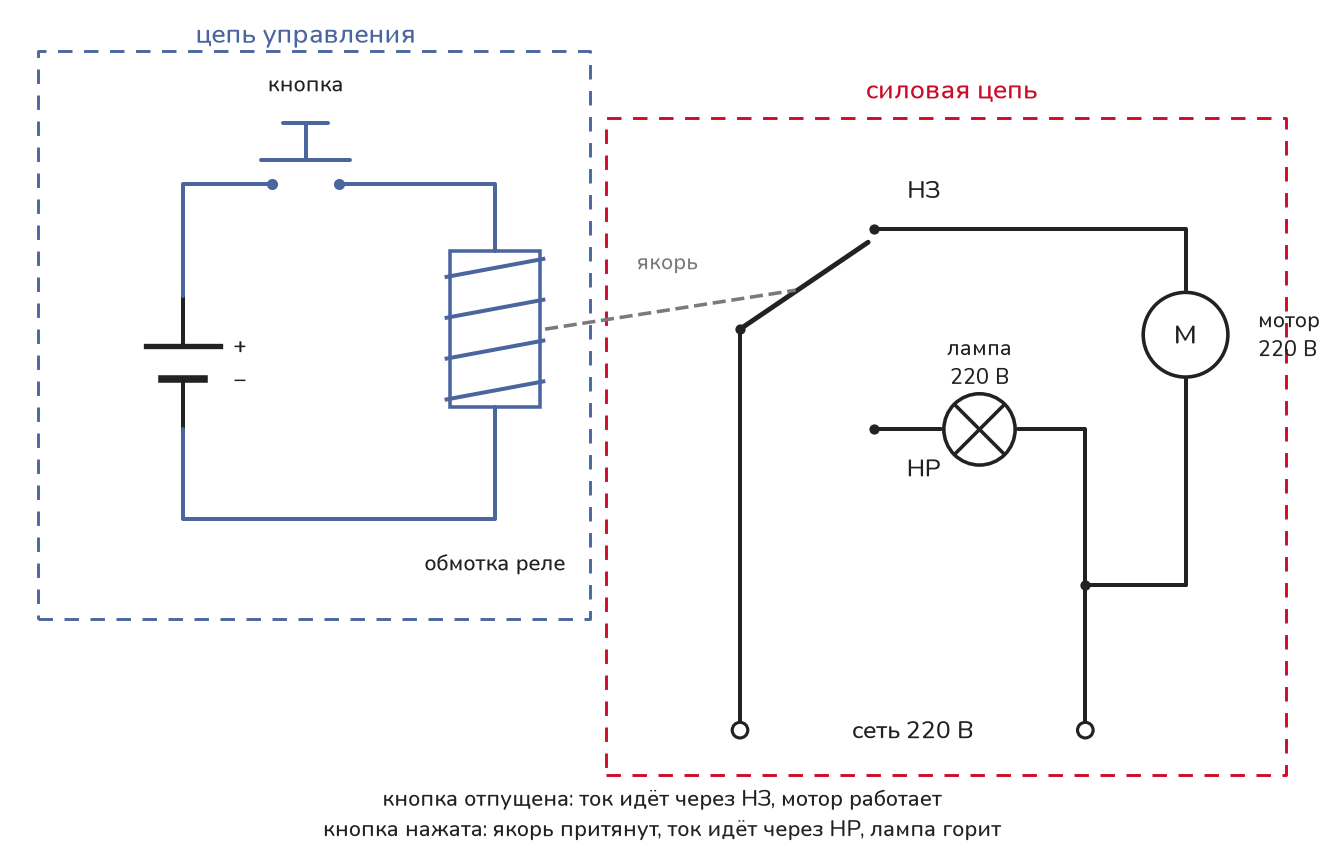 цепь управления
кнопка
+
−
обмотка реле
силовая цепь
НЗ
якорь
лампа
220 В
М
мотор
220 В
НР
сеть 220 В
кнопка отпущена: ток идёт через НЗ, мотор работает
кнопка нажата: якорь притянут, ток идёт через НР, лампа горит